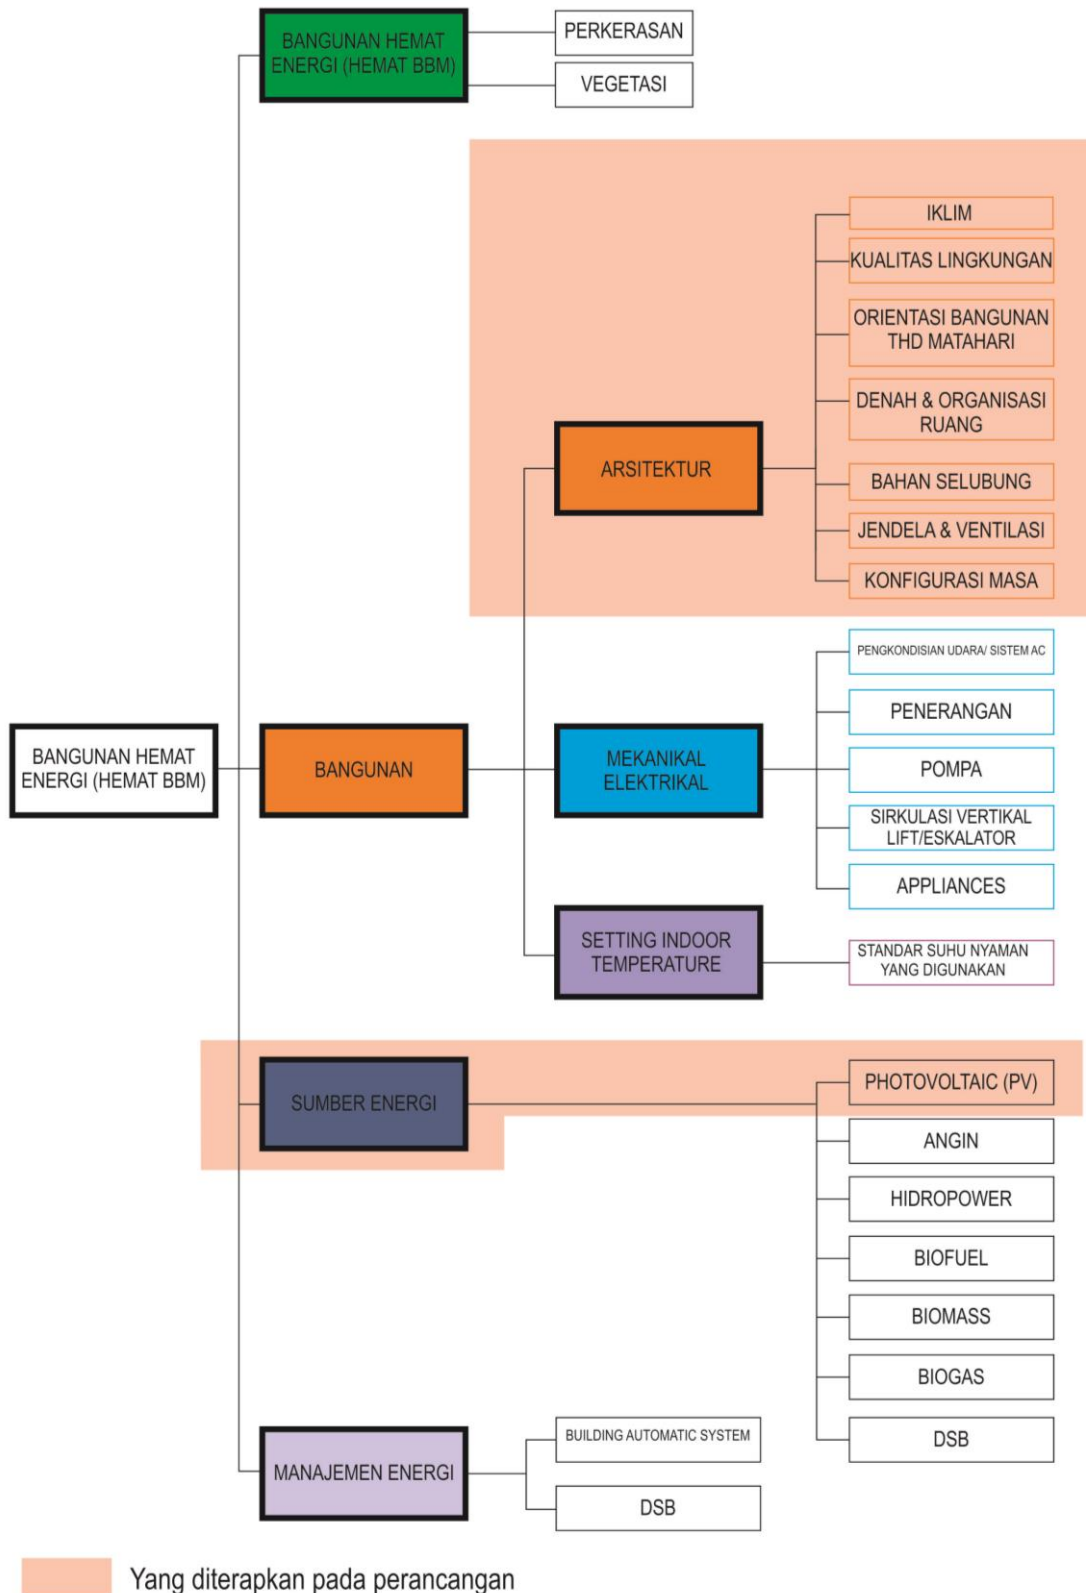 BANGUNAN HEMAT
ENERGI (HEMAT BBM)
PERKERASAN
VEGETASI
IKLIM
KUALITAS LINGKUNGAN
ORIENTASI BANGUNAN
THD MATAHARI
DENAH & ORGANISASI
RUANG
ARSITEKTUR
BAHAN SELUBUNG
JENDELA & VENTILASI
KONFIGURASI MASA
PENGKONDISIAN UDARA/ SISTEM AC
PENERANGAN
BANGUNAN HEMAT
ENERGI (HEMAT BBM)
BANGUNAN
MEKANIKAL
ELEKTRIKAL
POMPA
SIRKULASI VERTIKAL
LIFT/ESKALATOR
APPLIANCES
SETTING INDOOR
TEMPERATURE
STANDAR SUHU NYAMAN
YANG DIGUNAKAN
SUMBER ENERGI
PHOTOVOLTAIC (PV)
ANGIN
HIDROPOWER
BIOFUEL
BIOMASS
BIOGAS
DSB
MANAJEMEN ENERGI
BUILDING AUTOMATIC SYSTEM
DSB
Yang diterapkan pada perancangan